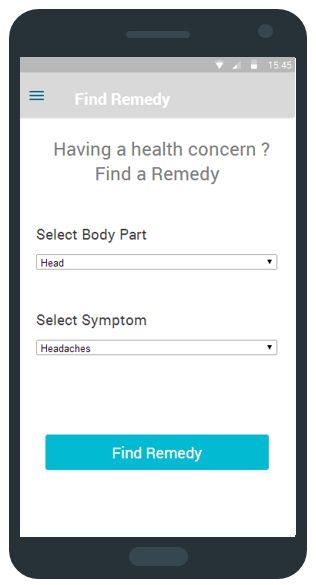 15:45
Find Remedy
Having a health concern ?
Find a Remedy
Select Body Part
Head
Select Symptom
Headaches
Find Remedy